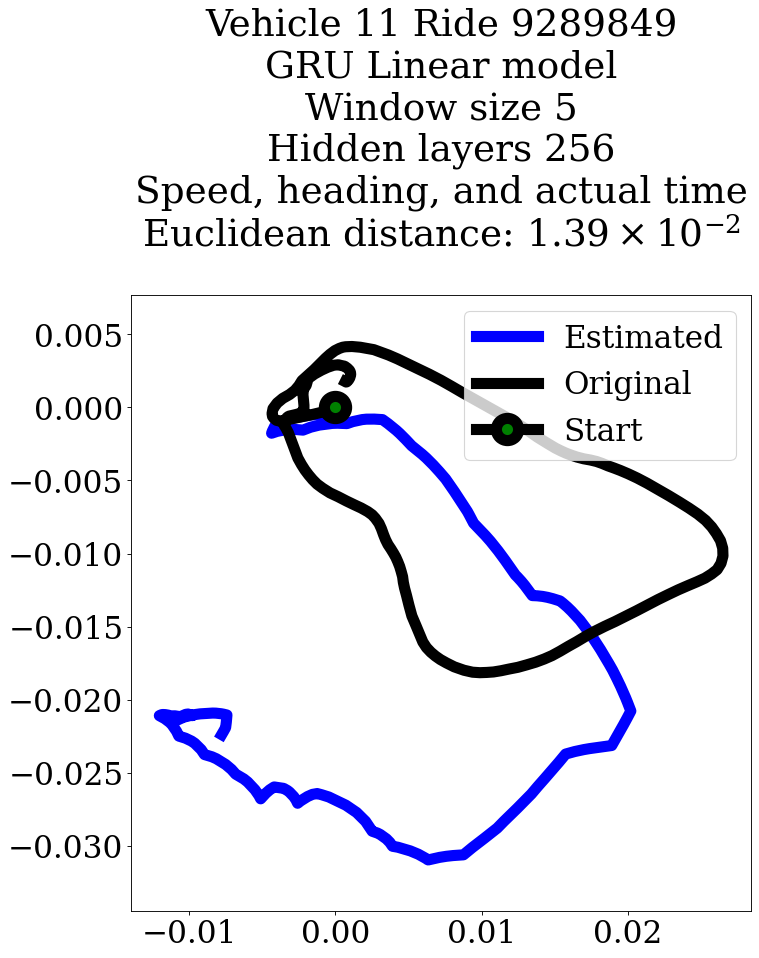 Vehicle 11 Ride 9289849
GRU Linear model
Window size 5
Hidden layers 256
Speed, heading, and actual time
Euclidean distance: 1.39 × 10⁻²
Estimated
Original
Start
0.005
0.000
−0.005
−0.010
−0.015
−0.020
−0.025
−0.030
−0.01 0.00 0.01 0.02